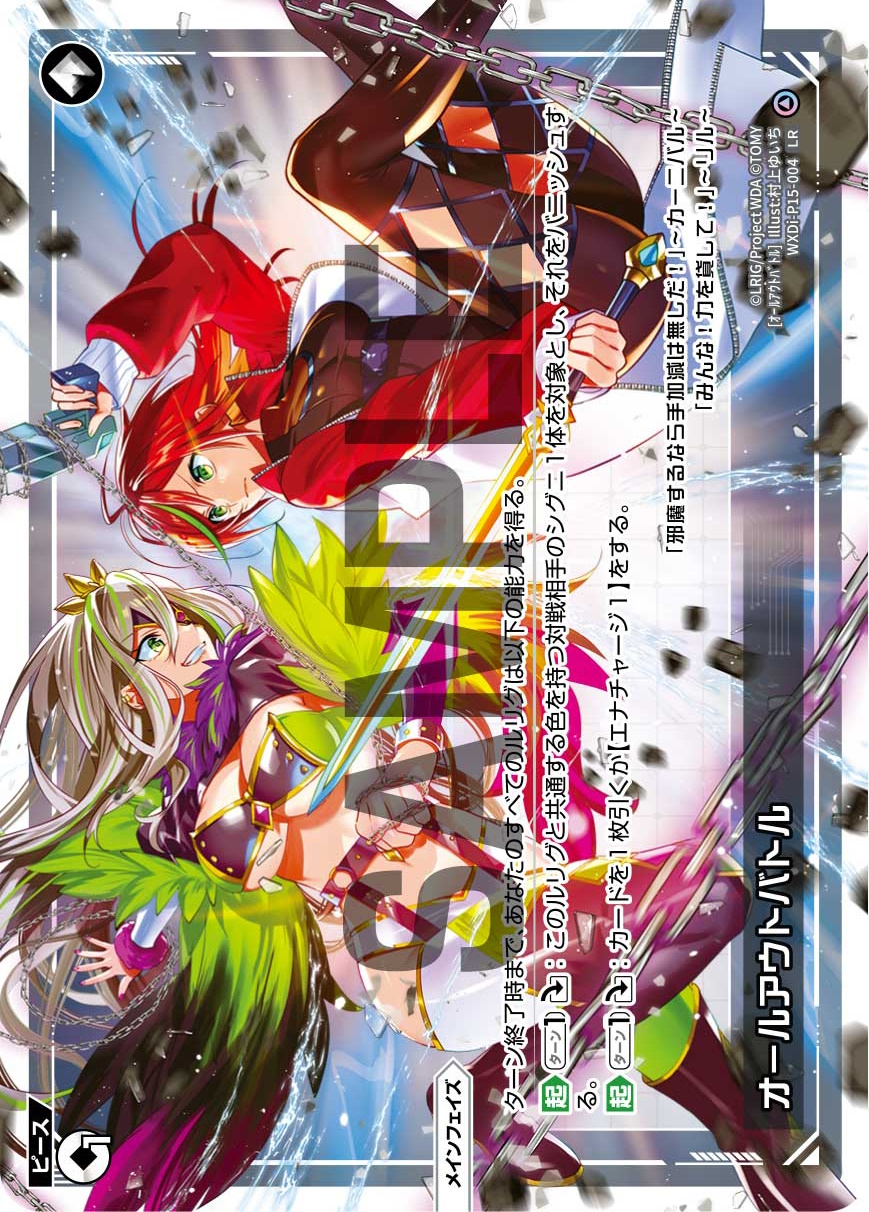 ピース
1
メインフェイズ
SAMPLE
ターン終了時まで、あなたのすべてのルリグは以下の能力を得る。
起 ターン1 :このルリグと共通する色を持つ対戦相手のシグニ1体を対象とし、それをバニッシュす
る。
起 ターン1 :カードを1枚引くか【エナチャージ1】をする。
「邪魔するなら手加減は無しだ!」~カーニバル~
「みんな!力を貸して!」~リル~
オールアウトバトル
©LRIG/Project WDA ©TOMY
[オールアウトバトル] Illust:村上ゆいち
WXDi-P15-004 LR